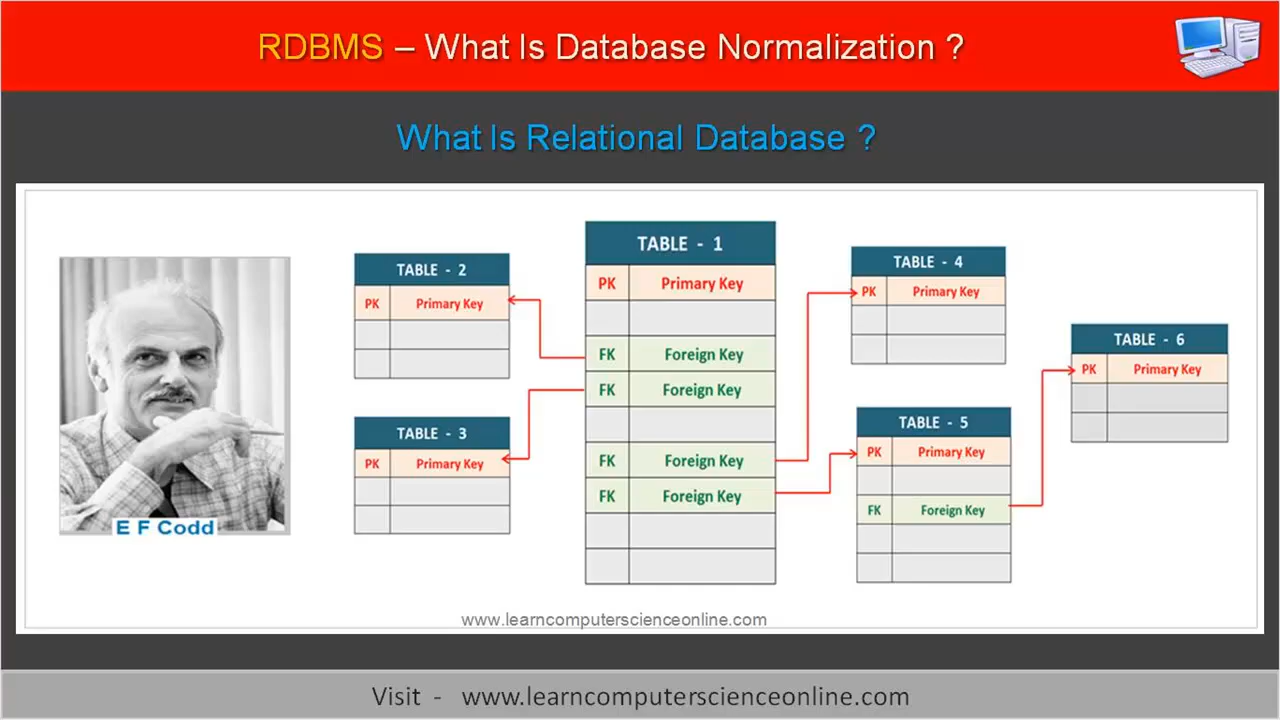 RDBMS – What Is Database Normalization ?
What Is Relational Database ?
E F Codd
TABLE - 2
PK Primary Key
TABLE - 3
PK Primary Key
TABLE - 1
PK Primary Key
FK Foreign Key
FK Foreign Key
FK Foreign Key
FK Foreign Key
TABLE - 4
PK Primary Key
TABLE - 5
PK Primary Key
FK Foreign Key
TABLE - 6
PK Primary Key
www.learncomputerscienceonline.com
Visit - www.learncomputerscienceonline.com